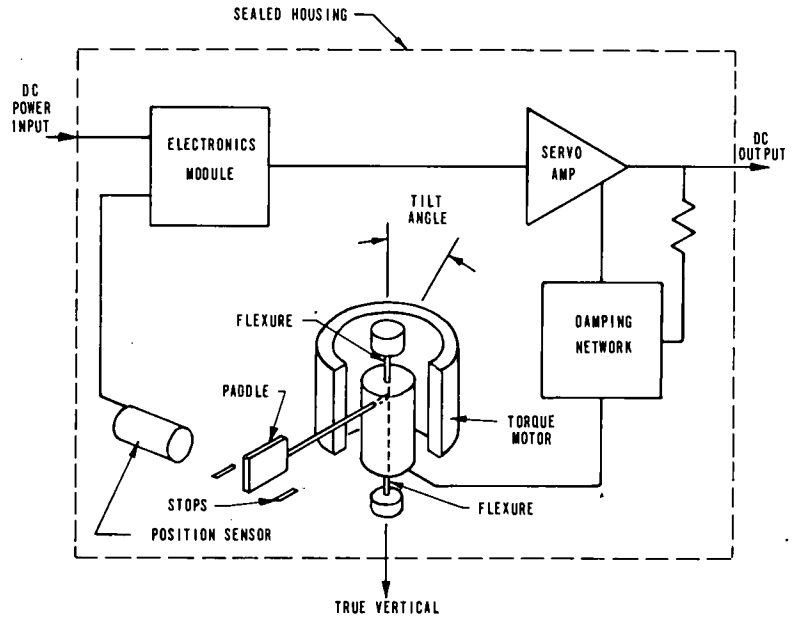 SEALED HOUSING
DC
POWER
INPUT
ELECTRONICS
MODULE
SERVO
AMP
DC
OUTPUT
TILT
ANGLE
DAMPING
NETWORK
FLEXURE
PADDLE
TORQUE
MOTOR
STOPS
FLEXURE
POSITION SENSOR
TRUE VERTICAL